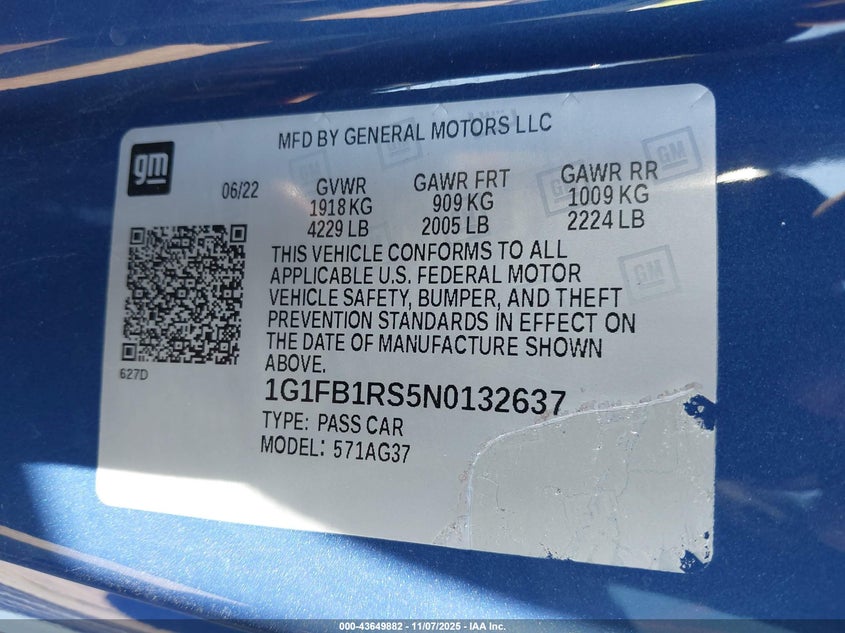 MFD BY GENERAL MOTORS LLC
gm
06/22 GVWR GAWR FRT GAWR RR
1918 KG 909 KG 1009 KG
4229 LB 2005 LB 2224 LB
THIS VEHICLE CONFORMS TO ALL
APPLICABLE U.S. FEDERAL MOTOR
VEHICLE SAFETY, BUMPER, AND THEFT
PREVENTION STANDARDS IN EFFECT ON
THE DATE OF MANUFACTURE SHOWN
ABOVE.
627D
1G1FB1RS5N0132637
TYPE: PASS CAR
MODEL: 571AG37
GM
GM
GM
000-43649882 | 11/07/2025 - IAA Inc.